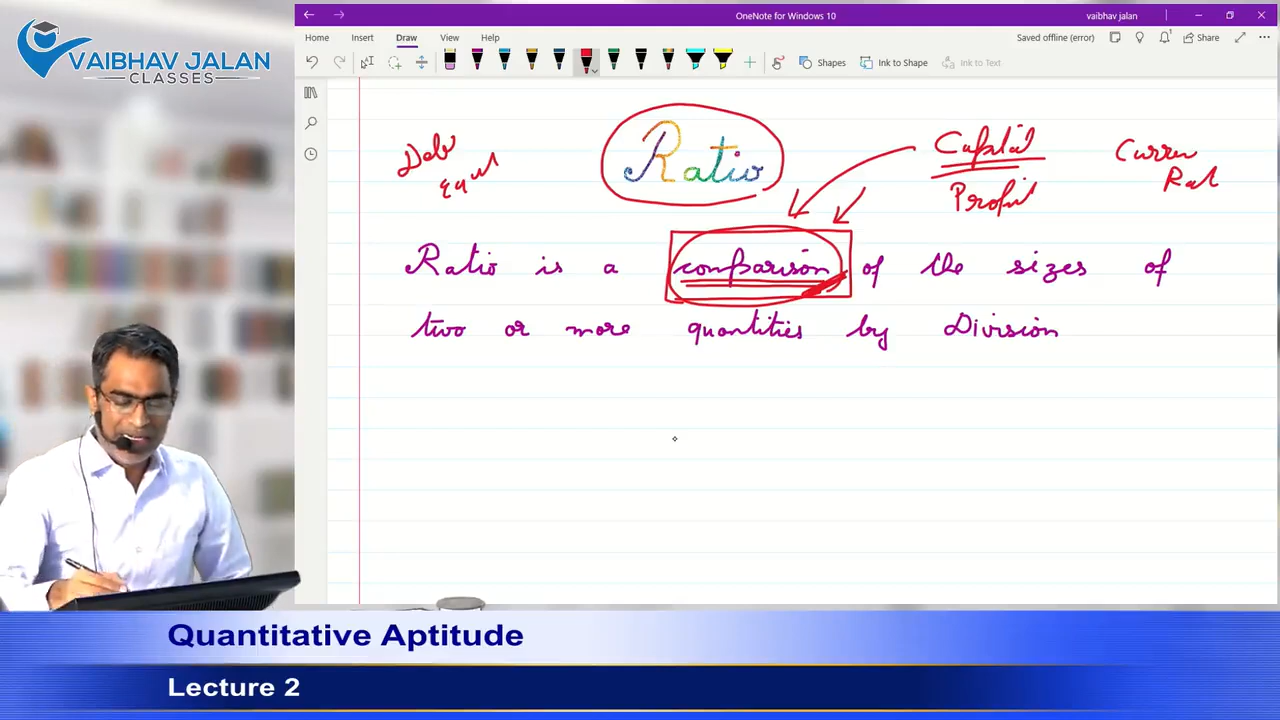 VAIBHAV JALAN
CLASSES
OneNote for Windows 10
vaibhav jalan
Home Insert Draw View Help
Saved offline (error)
Share
Shapes
Ink to Shape
Ink to Text
Ratio
Capital
Profit
Ratio is a comparison of the sizes of
two or more quantities by Division
Quantitative Aptitude
Lecture 2